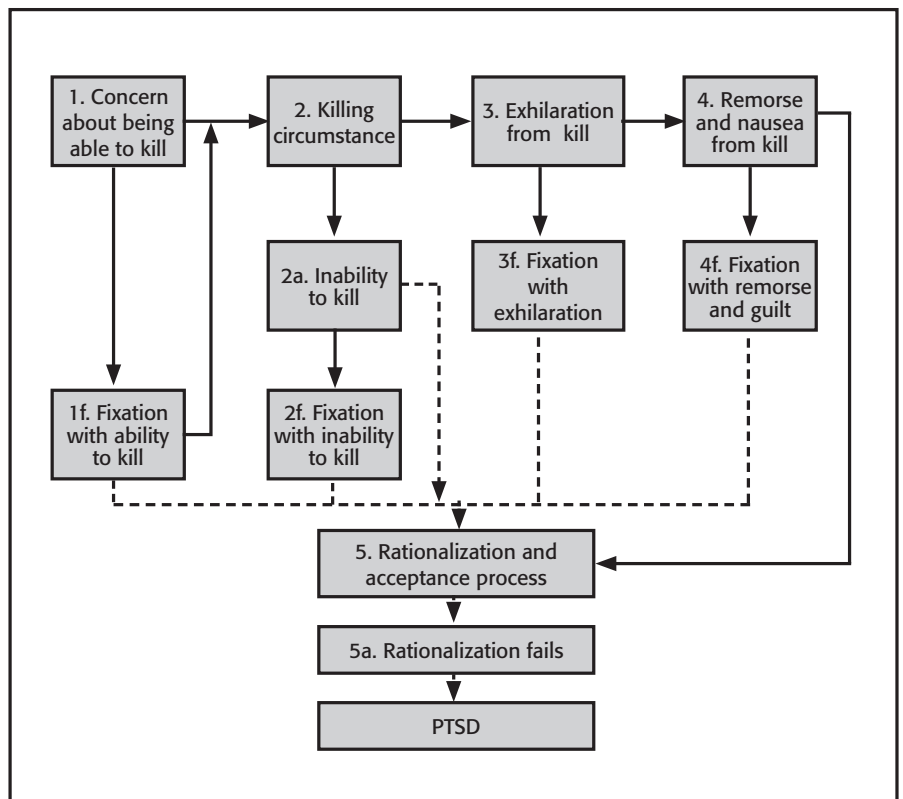 1. Concern
about being
able to kill
2. Killing
circumstance
3. Exhilaration
from kill
4. Remorse
and nausea
from kill
2a. Inability
to kill
3f. Fixation
with
exhilaration
4f. Fixation
with remorse
and guilt
1f. Fixation
with ability
to kill
2f. Fixation
with inability
to kill
5. Rationalization and
acceptance process
5a. Rationalization fails
PTSD